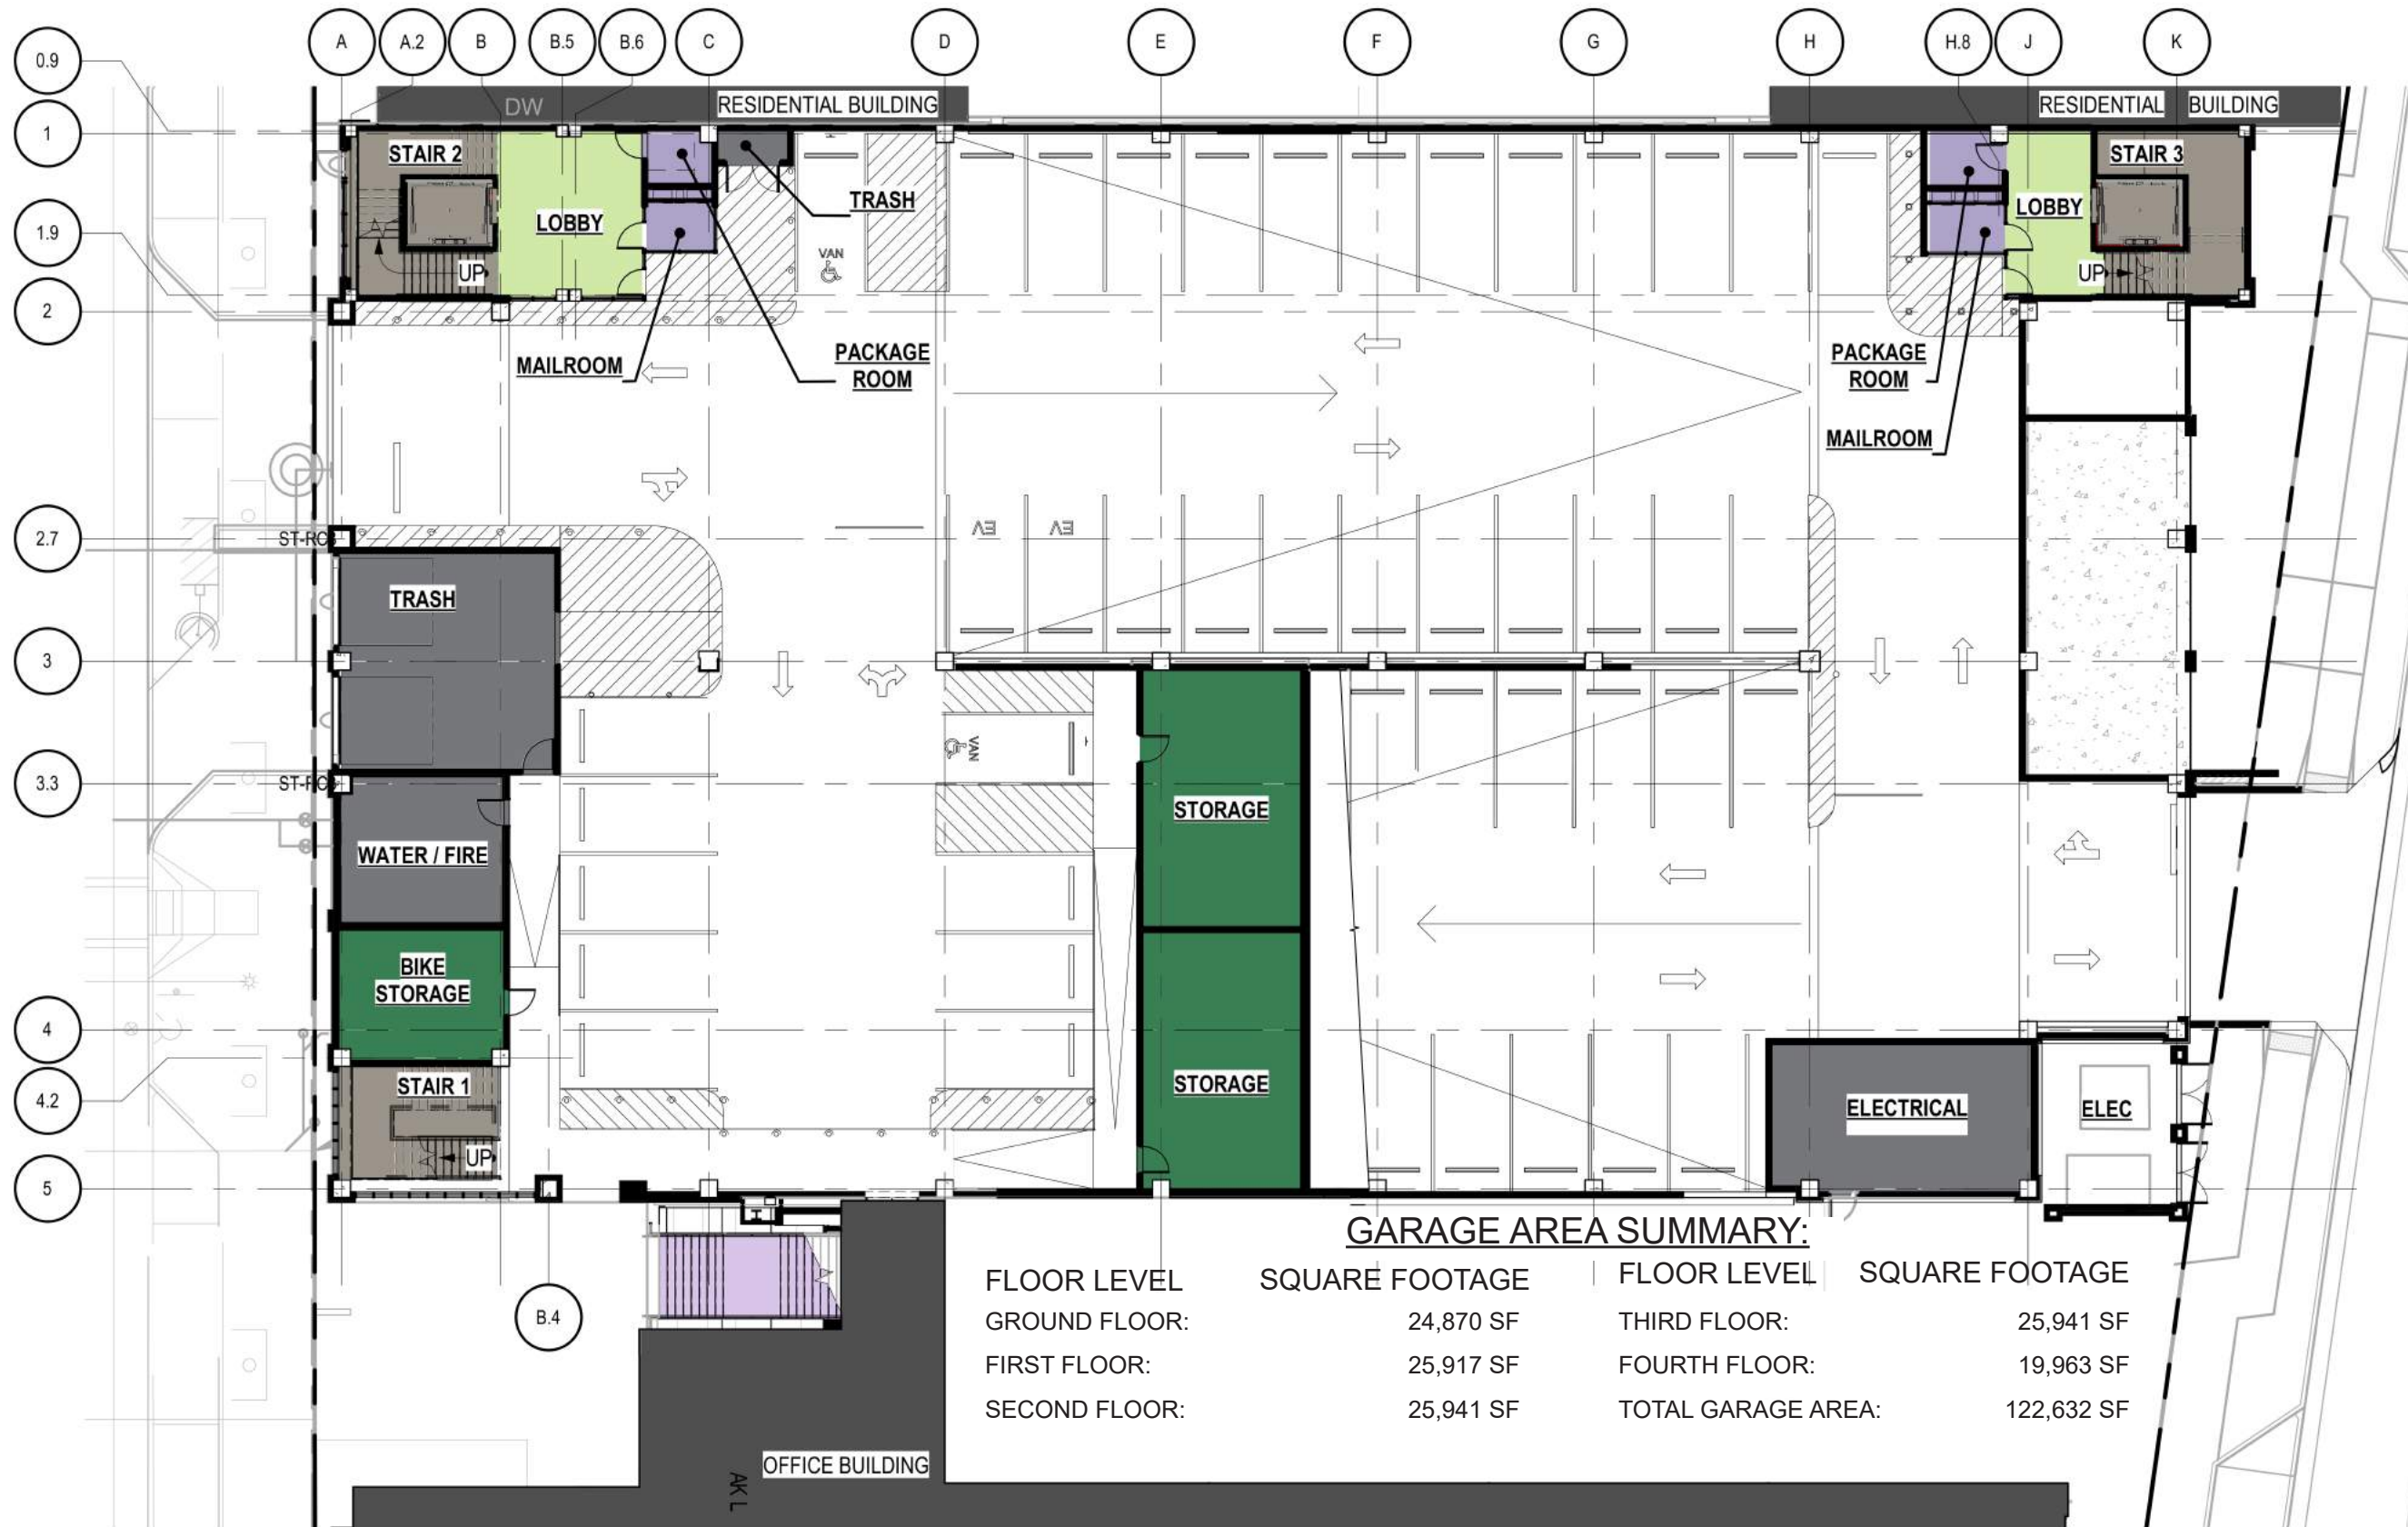 A
A.2
B
B.5
B.6
C
D
E
F
G
H
H.8
J
K
0.9
1
1.9
2
2.7
3
3.3
4
4.2
5
B.4
DW
RESIDENTIAL BUILDING
RESIDENTIAL BUILDING
STAIR 2
LOBBY
UP
TRASH
VAN
MAILROOM
PACKAGE
ROOM
STAIR 3
LOBBY
UP
PACKAGE
ROOM
MAILROOM
EV
EV
TRASH
VAN
STORAGE
WATER / FIRE
BIKE
STORAGE
STAIR 1
UP
STORAGE
ELECTRICAL
ELEC
GARAGE AREA SUMMARY:
FLOOR LEVEL SQUARE FOOTAGE FLOOR LEVEL SQUARE FOOTAGE
GROUND FLOOR: 24,870 SF THIRD FLOOR: 25,941 SF
FIRST FLOOR: 25,917 SF FOURTH FLOOR: 19,963 SF
SECOND FLOOR: 25,941 SF TOTAL GARAGE AREA: 122,632 SF
OFFICE BUILDING